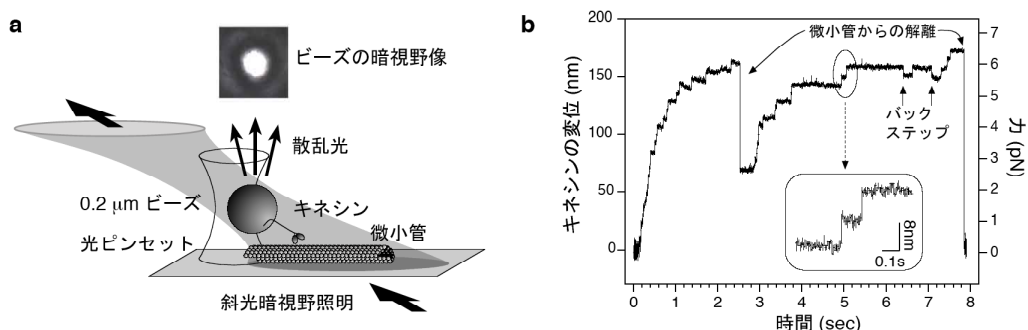 a
ビーズの暗視野像
散乱光
0.2 μm ビーズ
キネシン
光ピンセット
微小管
斜光暗視野照明
b
キネシンの変位 (nm)
200
150
100
50
0
微小管からの解離
バック
ステップ
8nm
0.1s
7
6
5
4
3
2
1
0
力 (pN)
0 1 2 3 4 5 6 7 8
時間 (sec)